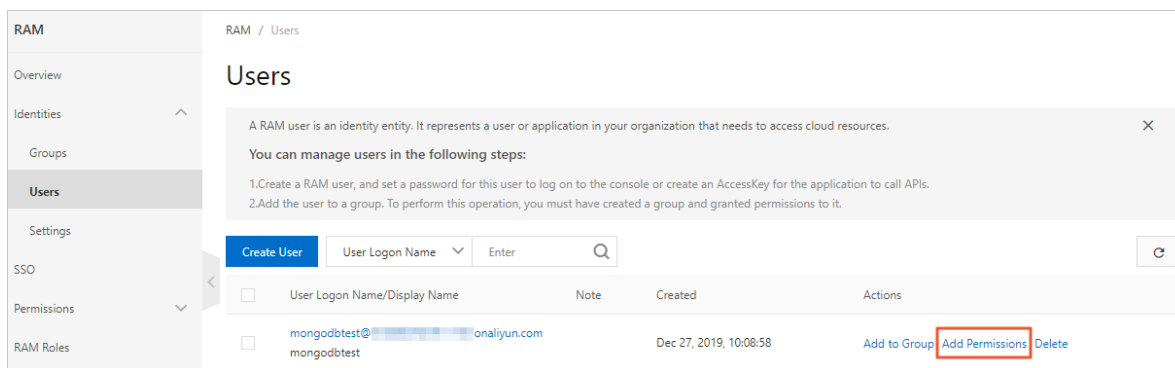 RAM
Overview
Identities
Groups
Users
Settings
SSO
Permissions
RAM Roles
RAM / Users
Users
A RAM user is an identity entity. It represents a user or application in your organization that needs to access cloud resources.
You can manage users in the following steps:
1.Create a RAM user, and set a password for this user to log on to the console or create an AccessKey for the application to call APIs.
2.Add the user to a group. To perform this operation, you must have created a group and granted permissions to it.
Create User User Logon Name Enter
User Logon Name/Display Name Note Created Actions
mongodbtest@ onaliyun.com
mongodbtest Dec 27, 2019, 10:08:58 Add to Group Add Permissions Delete